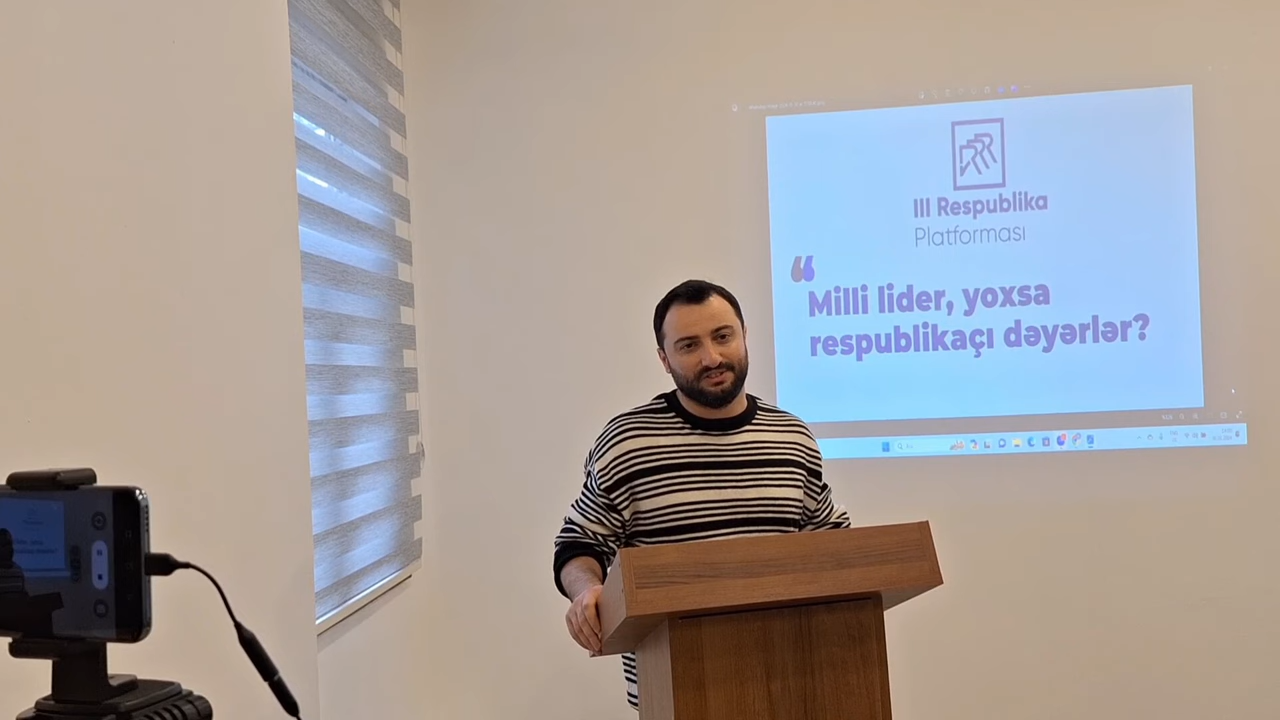 III Respublika
Platforması
Milli lider, yoxsa
respublikaçı dəyərlər?